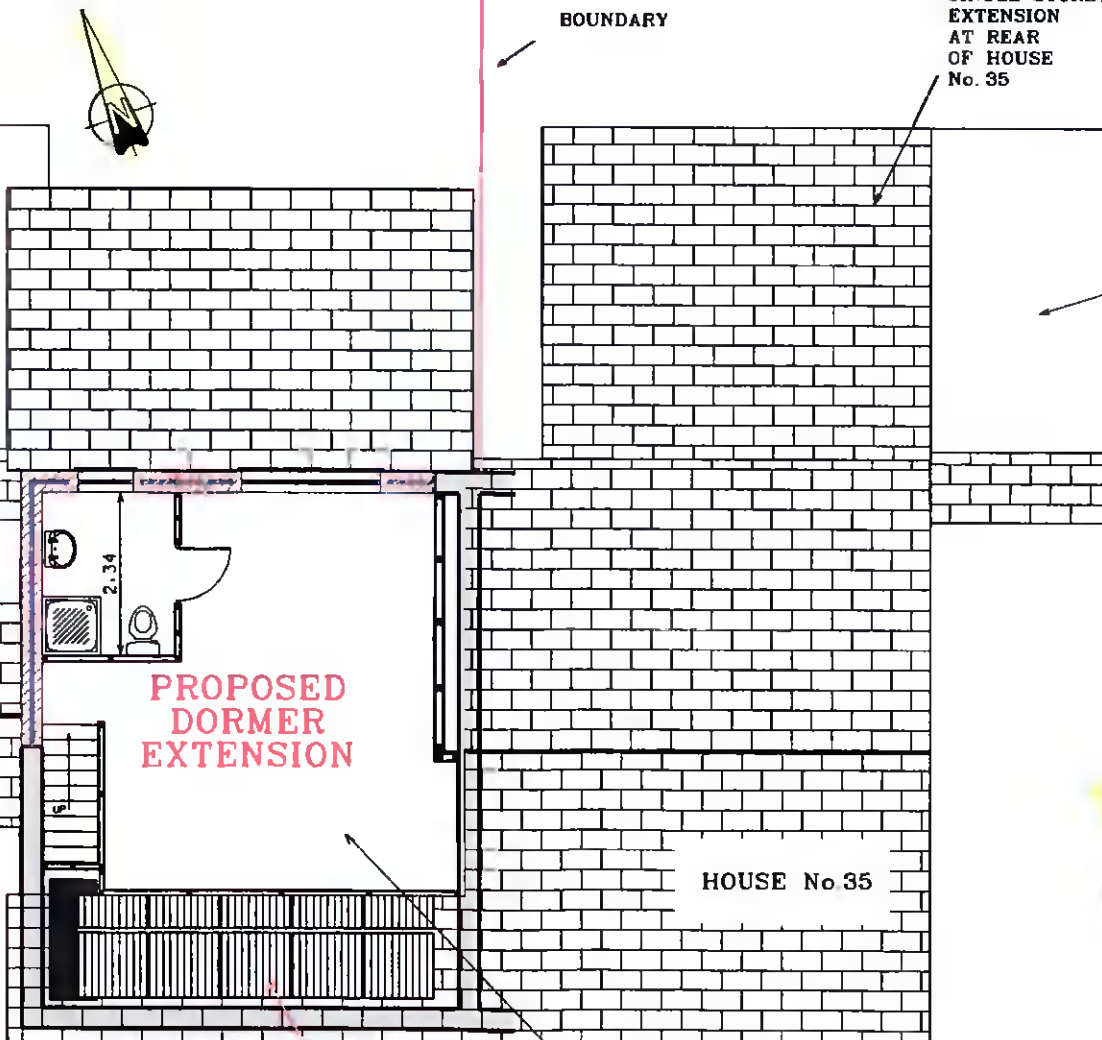 BOUNDARY
EXTENSION
AT REAR
OF HOUSE
No. 35
N
2.34
PROPOSED
DORMER
EXTENSION
UP
HOUSE No.35